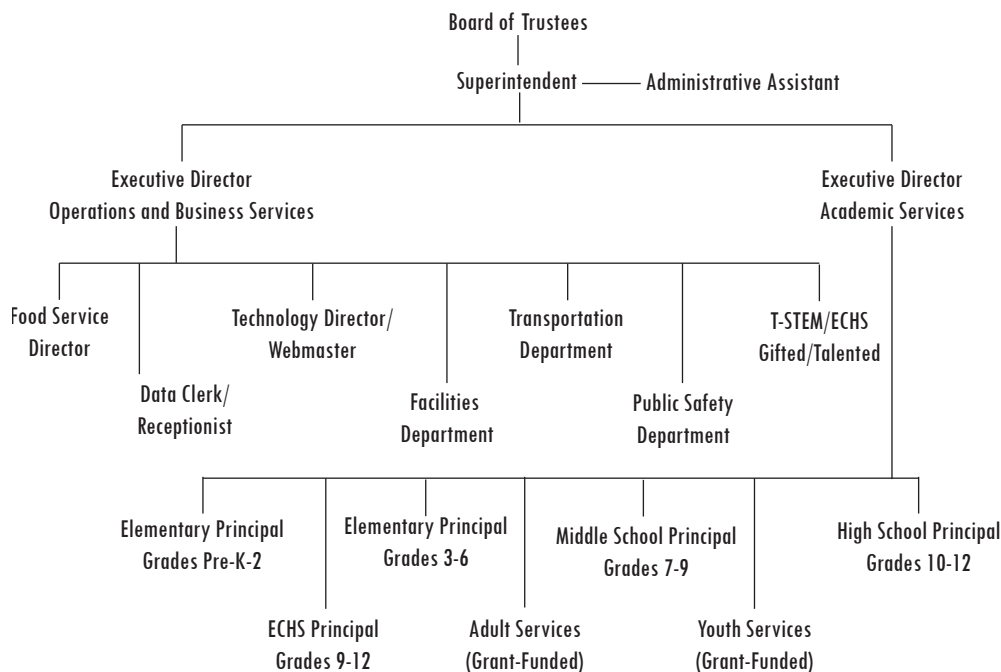 Board of Trustees
Superintendent
Administrative Assistant
Executive Director
Operations and Business Services
Executive Director
Academic Services
Food Service
Director
Data Clerk/
Receptionist
Technology Director/
Webmaster
Facilities
Department
Transportation
Department
Public Safety
Department
T-STEM/ECHS
Gifted/Talented
Elementary Principal
Grades Pre-K-2
ECHS Principal
Grades 9-12
Elementary Principal
Grades 3-6
Adult Services
(Grant-Funded)
Middle School Principal
Grades 7-9
Youth Services
(Grant-Funded)
High School Principal
Grades 10-12